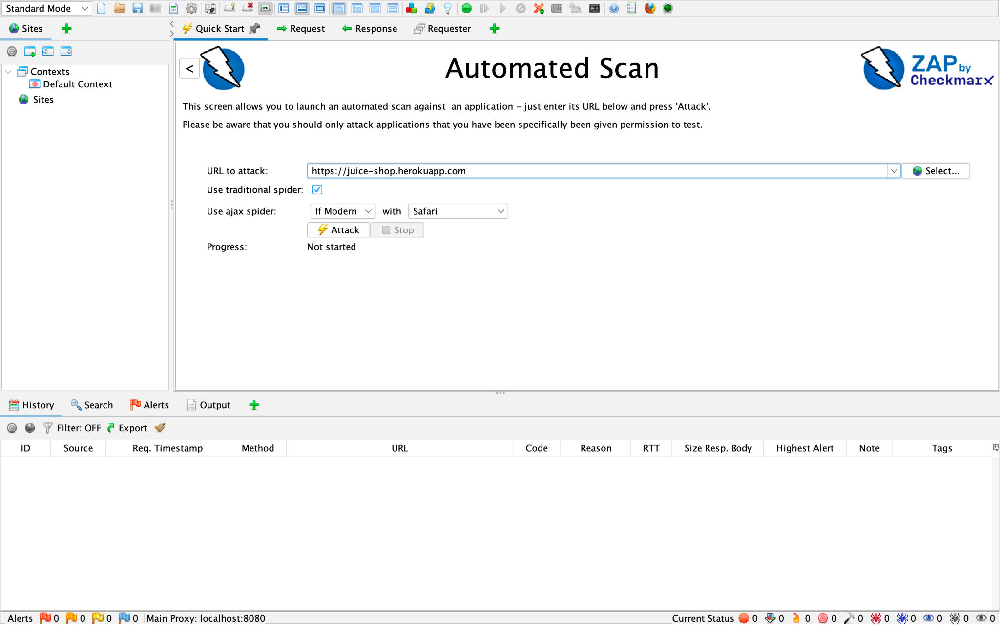 Standard Mode
Sites
Quick Start
Request
Response
Requester
Contexts
Default Context
Sites
<
Automated Scan
ZAP by
Checkmarx
This screen allows you to launch an automated scan against  an application – just enter its URL below and press 'Attack'.
Please be aware that you should only attack applications that you have been specifically been given permission to test.
URL to attack:
https://juice-shop.herokuapp.com
Select...
Use traditional spider:
Use ajax spider:
If Modern
with
Safari
Attack
Stop
Progress:
Not started
History
Search
Alerts
Output
Filter: OFF
Export
ID
Source
Req. Timestamp
Method
URL
Code
Reason
RTT
Size Resp. Body
Highest Alert
Note
Tags
Alerts 0 0 0 0 Main Proxy: localhost:8080
Current Status 0 0 0 0 0 0 0 0 0 0